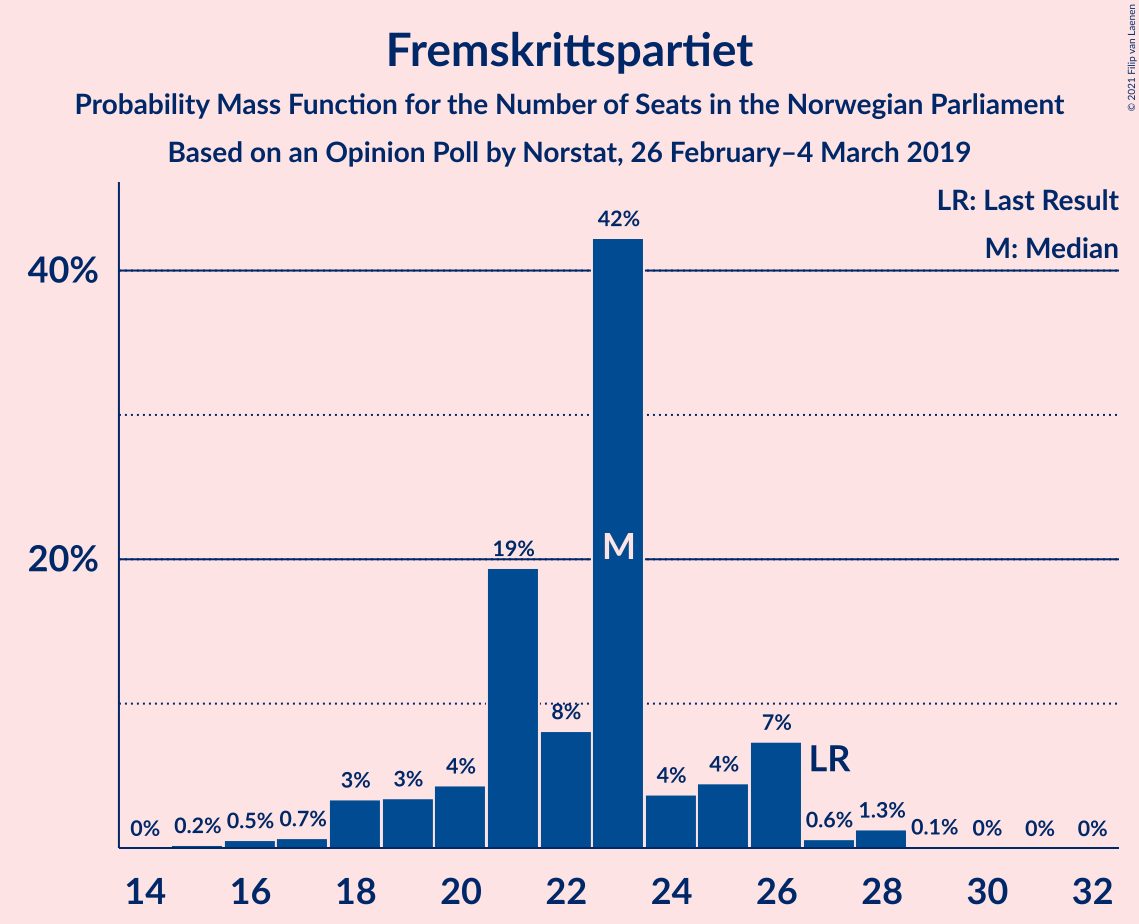 Fremskrittspartiet
Probability Mass Function for the Number of Seats in the Norwegian Parliament
Based on an Opinion Poll by Norstat, 26 February–4 March 2019
© 2021 Filip van Laenen
LR: Last Result
M: Median
40%
20%
0%
0.2%
0.5%
0.7%
3%
3%
4%
19%
8%
42%
M
4%
4%
7%
LR
0.6%
1.3%
0.1%
0%
0%
0%
14 16 18 20 22 24 26 28 30 32